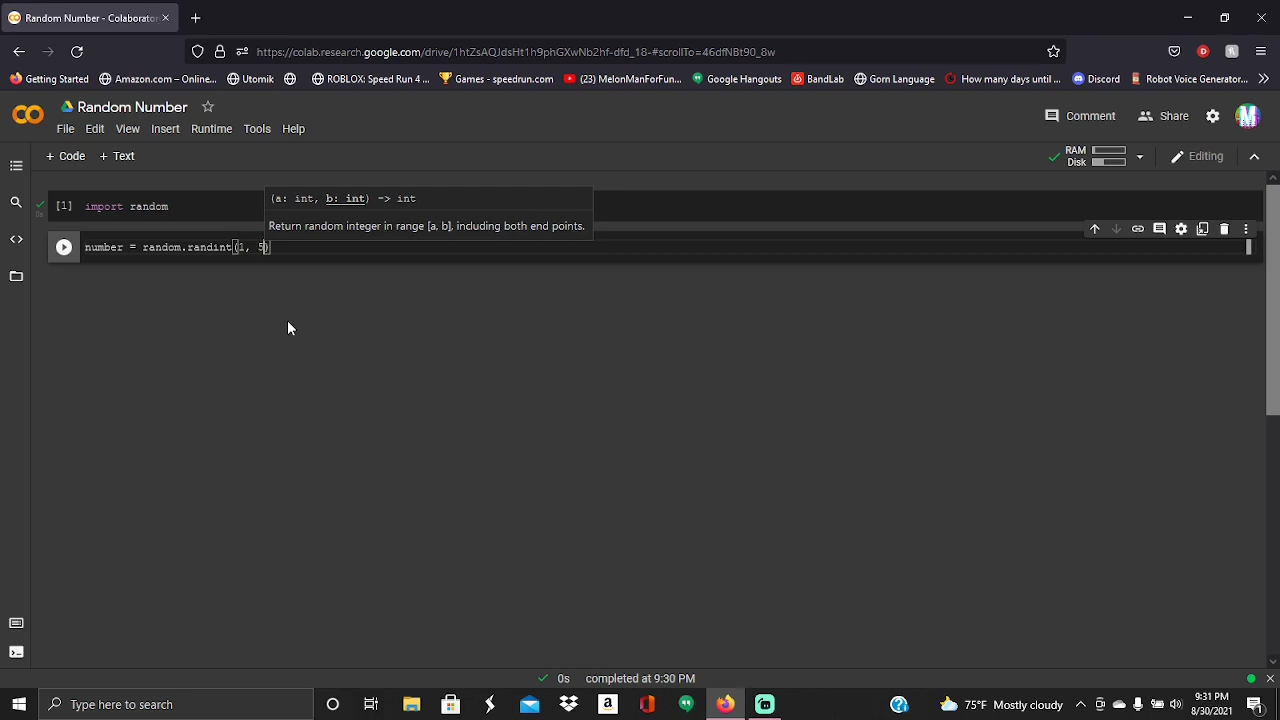 Random Number - Colaborator
https://colab.research.google.com/drive/1htZsAQJdsHt1h9phGXwNb2hf-dfd_18-#scrollTo=46dfNBt90_8w
Getting Started
Amazon.com – Online...
Utomik
ROBLOX: Speed Run 4 ...
Games - speedrun.com
(23) MelonManForFun...
Google Hangouts
BandLab
Gorn Language
How many days until ...
Discord
Robot Voice Generator...
Random Number
Comment
Share
File Edit View Insert Runtime Tools Help
+ Code + Text
RAM
Disk
Editing
[1] import random
0s
(a: int, b: int) -> int
Return random integer in range [a, b], including both end points.
number = random.randint(1, 5)
0s completed at 9:30 PM
Type here to search
75°F Mostly cloudy
9:31 PM
8/30/2021